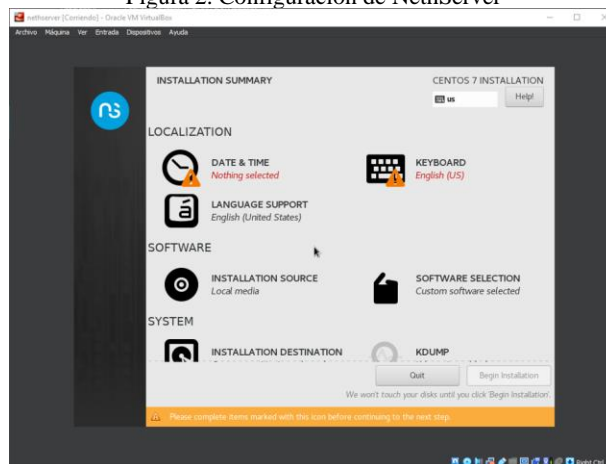 Figura 2. Configuración de NethServer
nethserver [Corriendo] - Oracle VM VirtualBox
Archivo Máquina Ver Entrada Dispositivos Ayuda
INSTALLATION SUMMARY
CENTOS 7 INSTALLATION
us
Help!
ns
LOCALIZATION
DATE & TIME
Nothing selected
KEYBOARD
English (US)
LANGUAGE SUPPORT
English (United States)
SOFTWARE
INSTALLATION SOURCE
Local media
SOFTWARE SELECTION
Custom software selected
SYSTEM
INSTALLATION DESTINATION
KDUMP
Quit
Begin Installation
We won't touch your disks until you click 'Begin Installation'.
Please complete items marked with this icon before continuing to the next step.
Right Ctrl